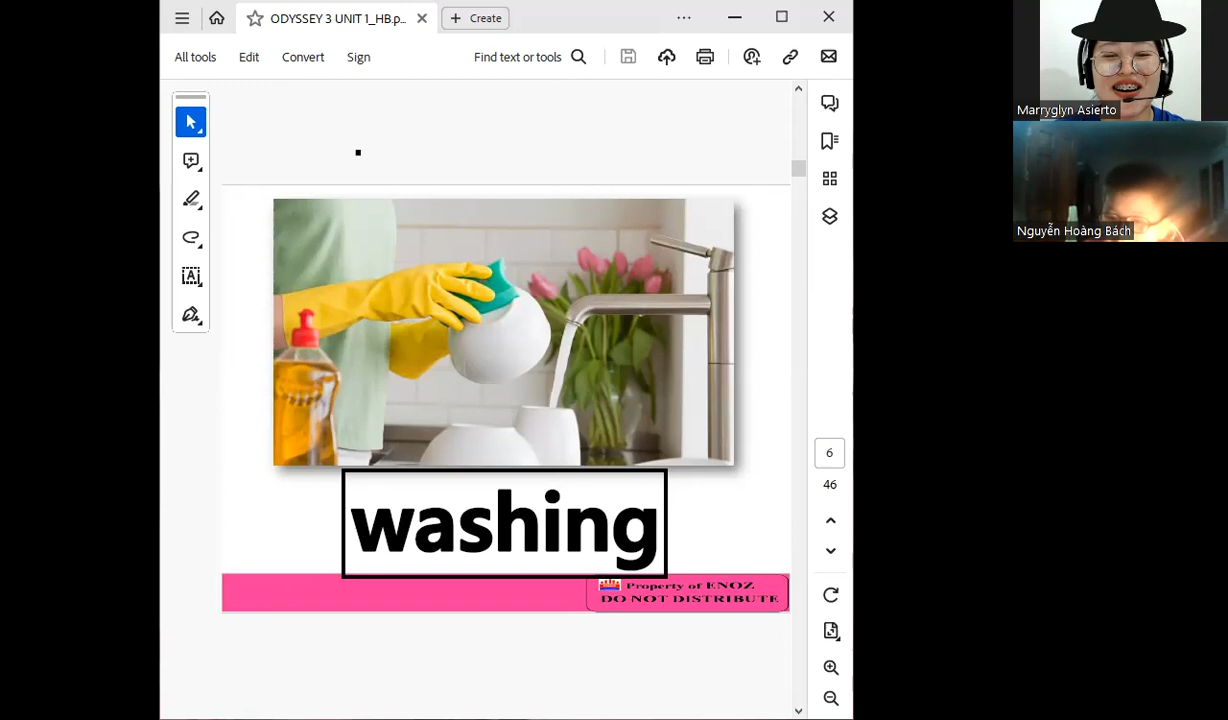 ODYSSEY 3 UNIT 1_HB.p...
Create
All tools Edit Convert Sign
Find text or tools
Marryglyn Asierto
Nguyễn Hoàng Bách
washing
Property of ENOZ
DO NOT DISTRIBUTE
6
46